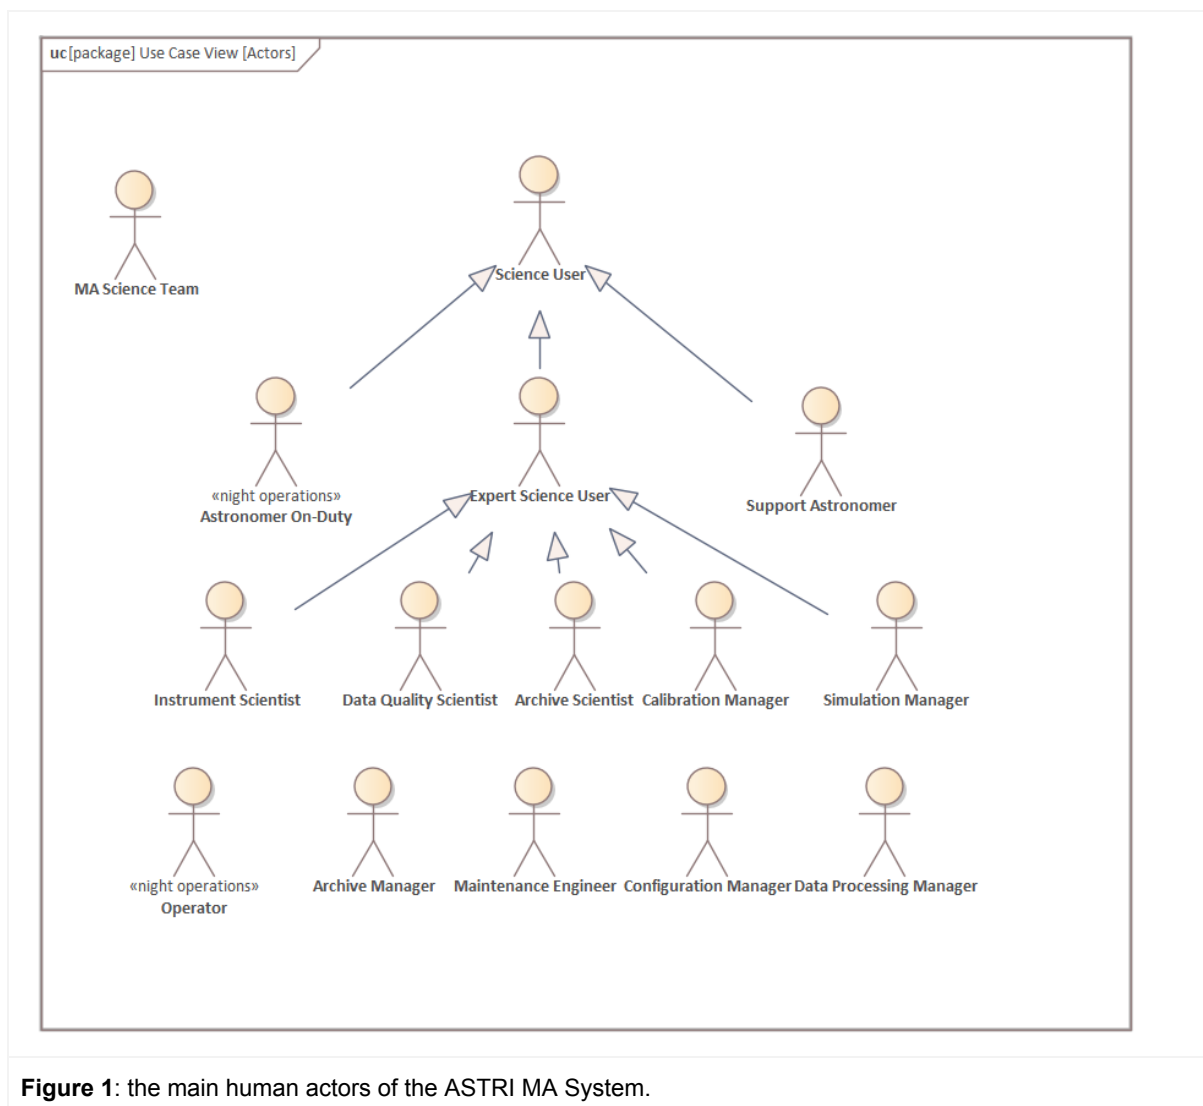 uc [package] Use Case View [Actors]
Science User
MA Science Team
«night operations»
Astronomer On-Duty
Expert Science User
Support Astronomer
Instrument Scientist
Data Quality Scientist
Archive Scientist
Calibration Manager
Simulation Manager
«night operations»
Operator
Archive Manager
Maintenance Engineer
Configuration Manager
Data Processing Manager
Figure 1: the main human actors of the ASTRI MA System.